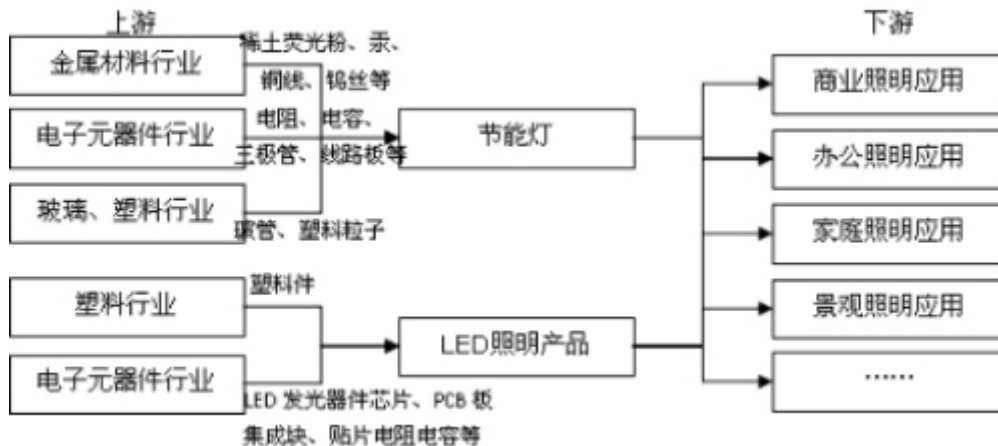 上游
下游
金属材料行业
稀土荧光粉、汞、
铜线、钨丝等
商业照明应用
电子元器件行业
电阻、电容、
三极管、线路板等
节能灯
办公照明应用
玻璃、塑料行业
玻管、塑料粒子
家庭照明应用
塑料行业
塑料件
景观照明应用
LED照明产品
电子元器件行业
LED 发光器件芯片、PCB 板
集成块、贴片电阻电容等
……